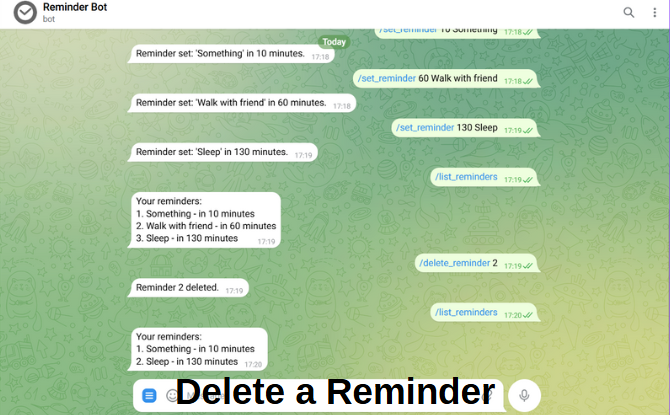 Reminder Bot
bot
/set_reminder 10 Something 17:18
Today
Reminder set: 'Something' in 10 minutes. 17:18
/set_reminder 60 Walk with friend 17:18
Reminder set: 'Walk with friend' in 60 minutes. 17:18
/set_reminder 130 Sleep 17:19
Reminder set: 'Sleep' in 130 minutes. 17:19
/list_reminders 17:19
Your reminders:
1. Something - in 10 minutes
2. Walk with friend - in 60 minutes
3. Sleep - in 130 minutes 17:19
/delete_reminder 2 17:19
Reminder 2 deleted. 17:19
/list_reminders 17:20
Your reminders:
1. Something - in 10 minutes
2. Sleep - in 130 minutes 17:20
Delete a Reminder